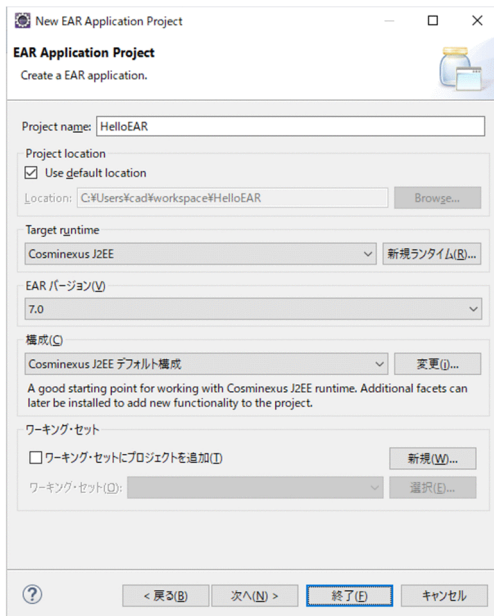 New EAR Application Project
EAR Application Project
Create a EAR application.
Project name: HelloEAR
Project location
Use default location
Location: C:¥Users¥cad¥workspace¥HelloEAR Browse...
Target runtime
Cosminexus J2EE 新規ランタイム(R)...
EAR バージョン(V)
7.0
構成(C)
Cosminexus J2EE デフォルト構成 変更(I)...
A good starting point for working with Cosminexus J2EE runtime. Additional facets can
later be installed to add new functionality to the project.
ワーキング・セット
ワーキング・セットにプロジェクトを追加(T) 新規(W)...
ワーキング・セット(O): 選択(E)...
? < 戻る(B) 次へ(N) > 終了(F) キャンセル